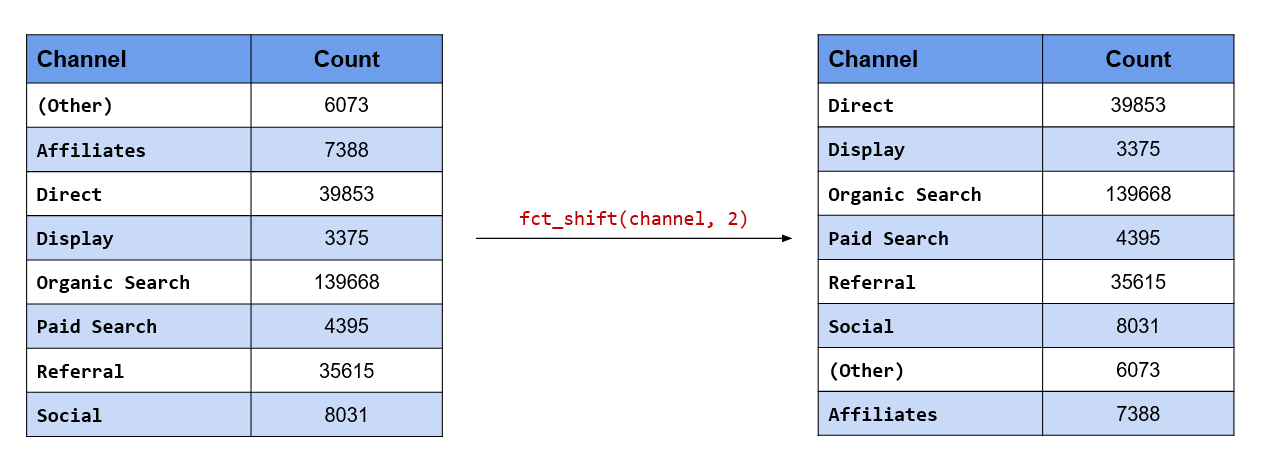 Channel Count
(Other) 6073
Affiliates 7388
Direct 39853
Display 3375
Organic Search 139668
Paid Search 4395
Referral 35615
Social 8031
fct_shift(channel, 2)
Channel Count
Direct 39853
Display 3375
Organic Search 139668
Paid Search 4395
Referral 35615
Social 8031
(Other) 6073
Affiliates 7388